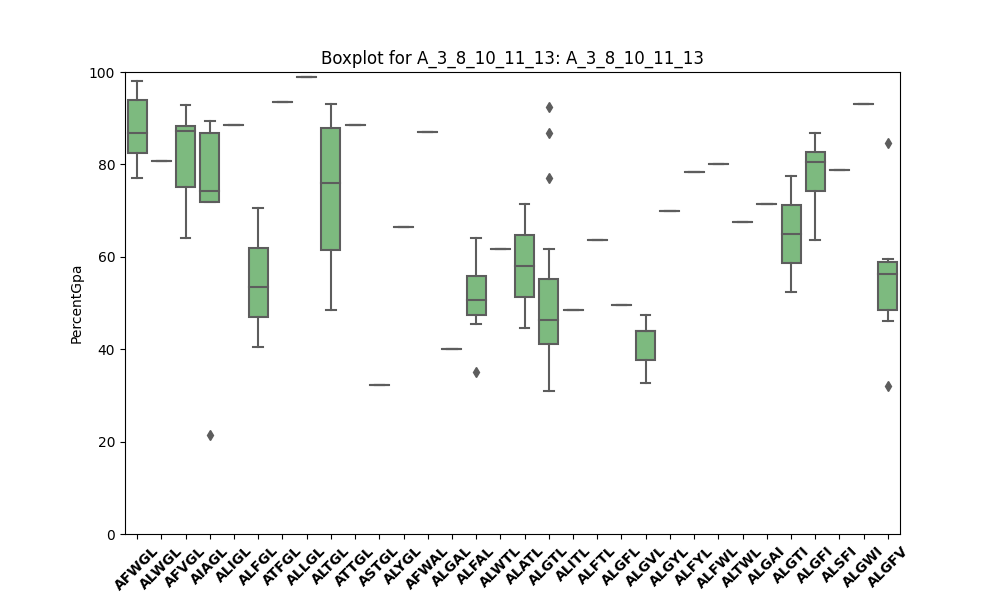 Boxplot for A_3_8_10_11_13: A_3_8_10_11_13
100
80
60
40
20
0
PercentGpa
AFWGL
ALWGL
AFVGL
AIAGL
ALIGL
ALFGL
ATFGL
ALLGL
ALTGL
ATTGL
ASTGL
ALYGL
AFWAL
ALGAL
ALFAL
ALWTL
ALATL
ALGTL
ALITL
ALFTL
ALGFL
ALGVL
ALGYL
ALFYL
ALFWL
ALTWL
ALGAI
ALGTI
ALGFI
ALSFI
ALGWI
ALGFV